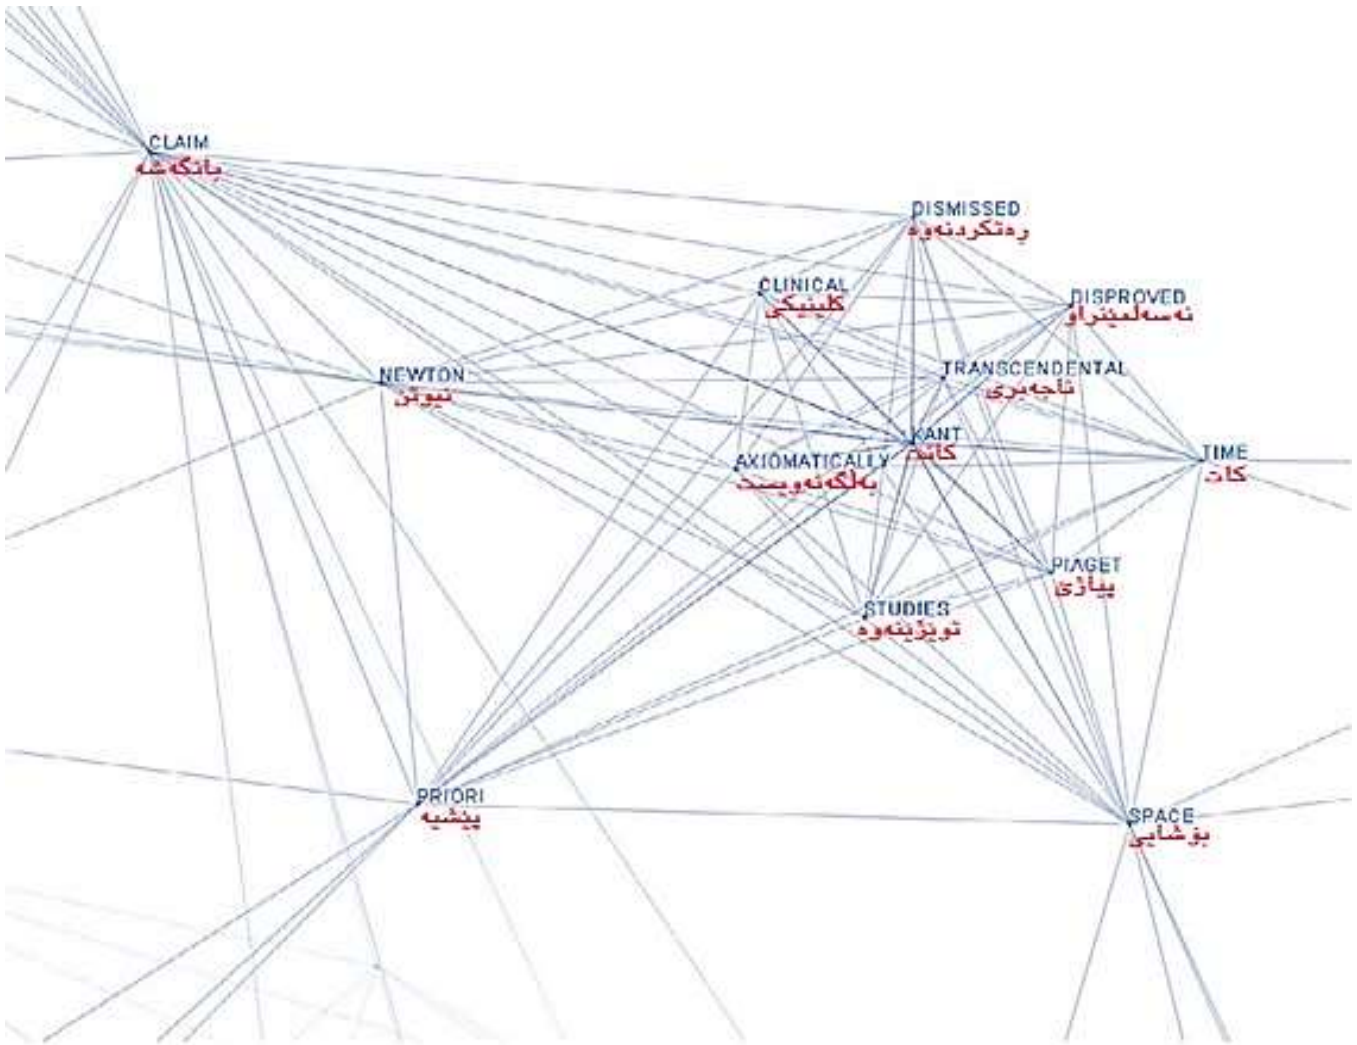 CLAIM
بانگەشە
DISMISSED
ڕەتکردنەوە
CLINICAL
کلینیکی
DISPROVED
نەسەلمێنراو
TRANSCENDENTAL
ئاجەبری
NEWTON
نیوتن
KANT
کانت
AXIOMATICALLY
بەڵگەنەویست
TIME
کات
PIAGET
پیاژێ
STUDIES
توێژینەوە
PRIORI
پێشیە
SPACE
بۆشایی